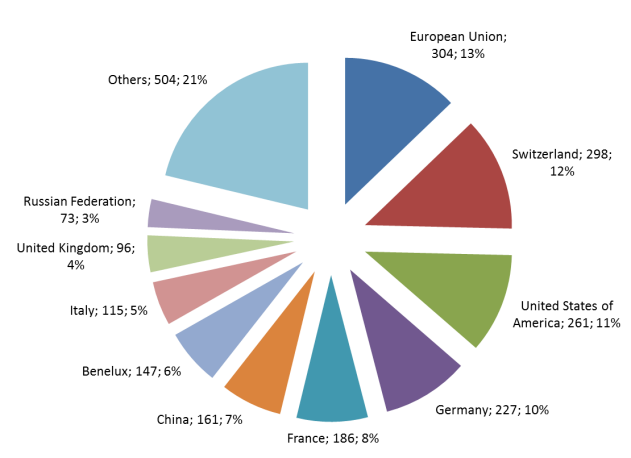 European Union;
304; 13%
Switzerland; 298;
12%
United States of
America; 261; 11%
Germany; 227; 10%
France; 186; 8%
China; 161; 7%
Benelux; 147; 6%
Italy; 115; 5%
United Kingdom; 96;
4%
Russian Federation;
73; 3%
Others; 504; 21%